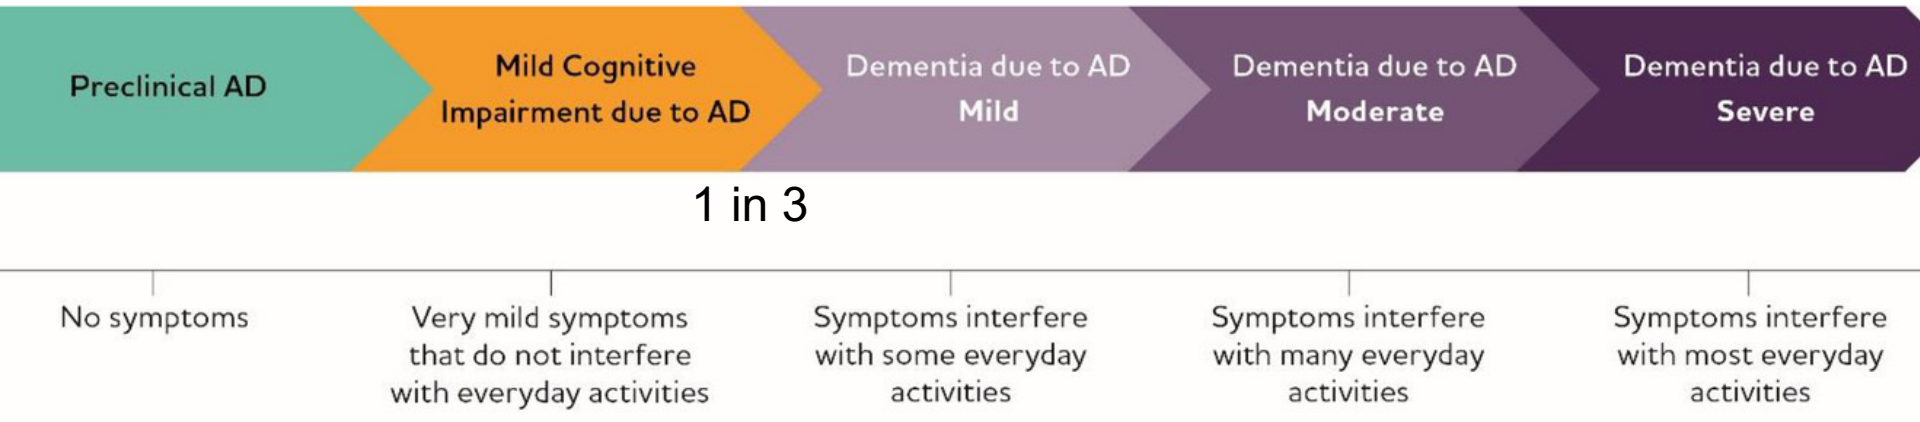 Preclinical AD
Mild Cognitive
Impairment due to AD
Dementia due to AD
Mild
Dementia due to AD
Moderate
Dementia due to AD
Severe
1 in 3
No symptoms
Very mild symptoms
that do not interfere
with everyday activities
Symptoms interfere
with some everyday
activities
Symptoms interfere
with many everyday
activities
Symptoms interfere
with most everyday
activities